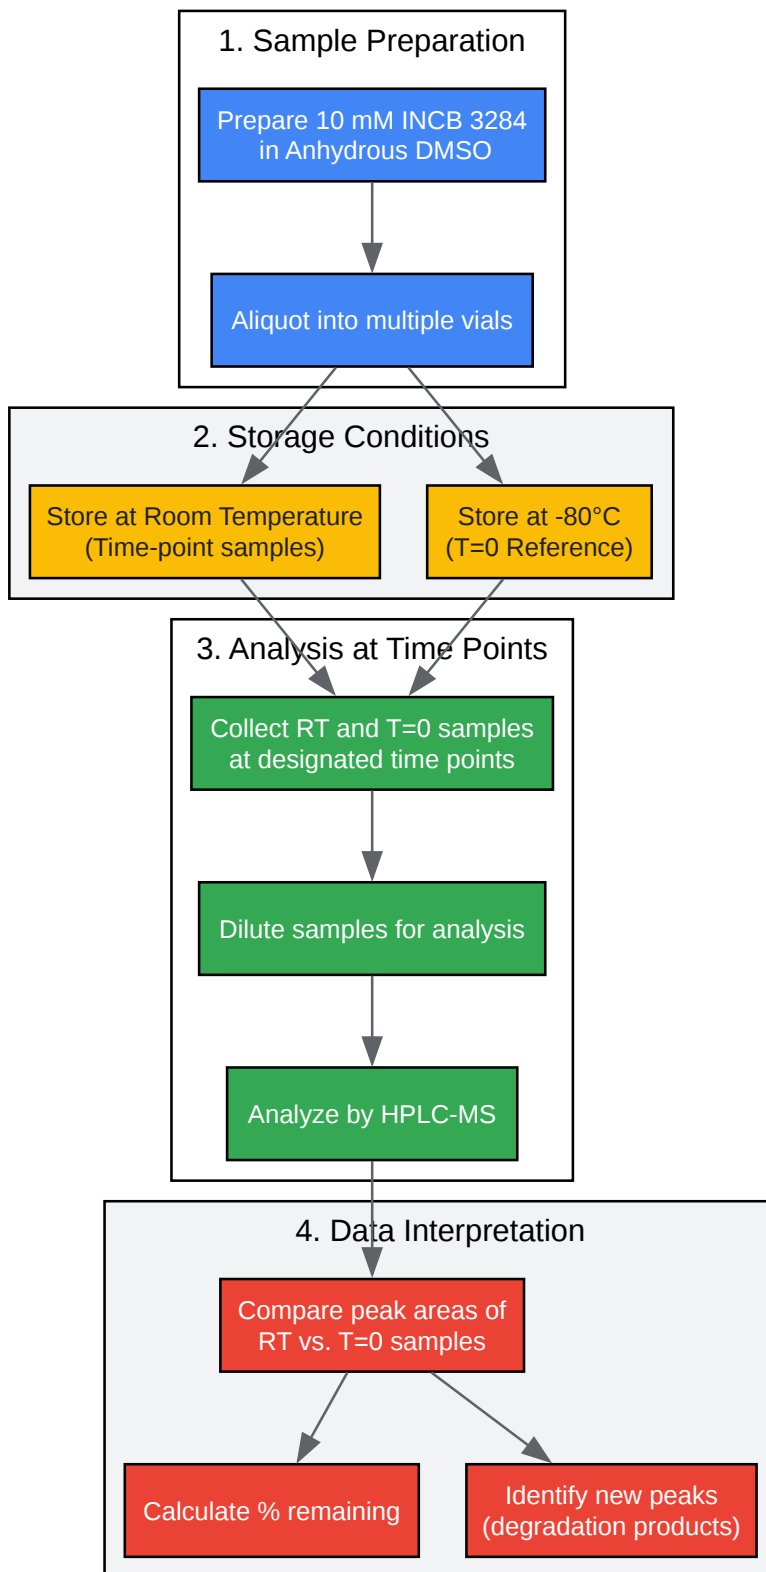 1. Sample Preparation
Prepare 10 mM INCB 3284
in Anhydrous DMSO
Aliquot into multiple vials
2. Storage Conditions
Store at Room Temperature
(Time-point samples)
Store at -80°C
(T=0 Reference)
3. Analysis at Time Points
Collect RT and T=0 samples
at designated time points
Dilute samples for analysis
Analyze by HPLC-MS
4. Data Interpretation
Compare peak areas of
RT vs. T=0 samples
Calculate % remaining
Identify new peaks
(degradation products)